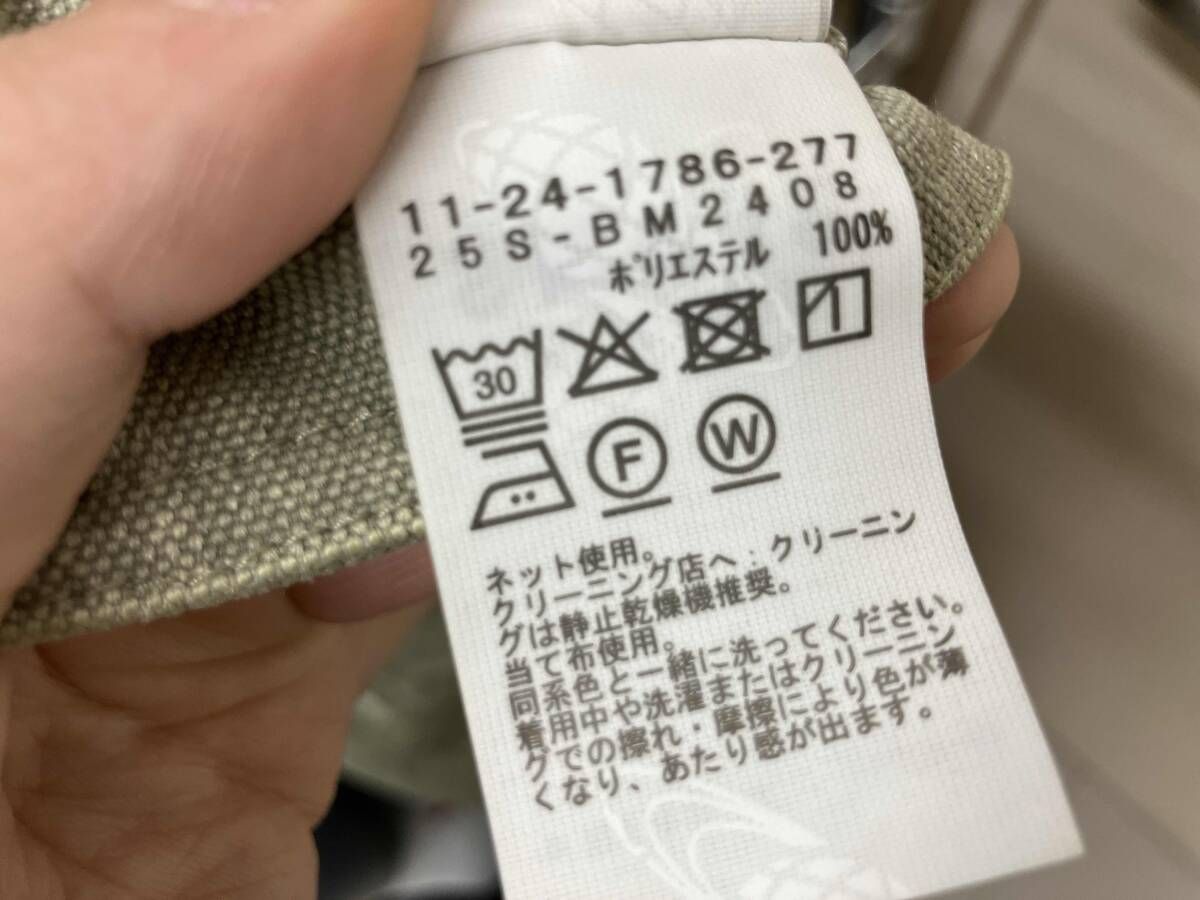 11-24-1786-277
25S-BM2408
ポリエステル 100%
30
F W
ネット使用。
クリーニング店へ：クリーニン
グは静止乾燥機推奨。
当て布使用。
同系色と一緒に洗ってください。
着用中や洗濯またはクリーニン
グでの擦れ・摩擦により色が薄
くなり、あたり感が出ます。